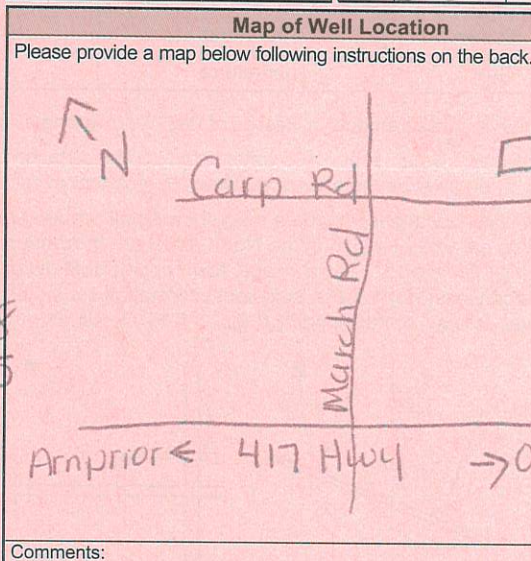 Map of Well Location
Please provide a map below following instructions on the back.
N
Carp Rd
March Rd
Arnprior ← 417 Hwy →
Comments: